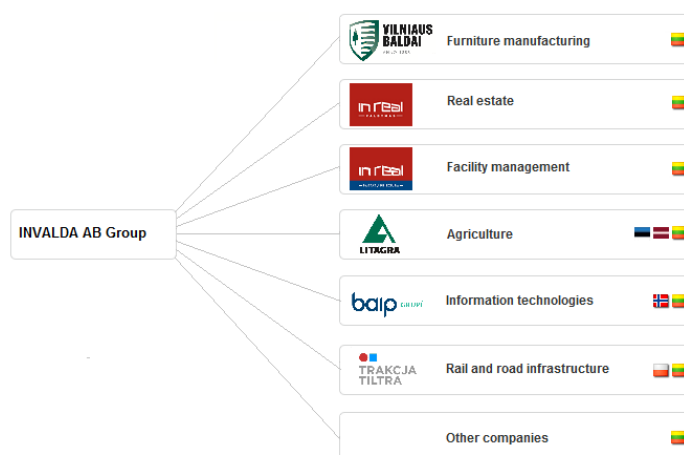 VILNIAUS
BALDAI
Furniture manufacturing
in real
Real estate
in real
Facility management
INVALDA AB Group
LITAGRA
Agriculture
baip GRUPĖ
Information technologies
TRAKCJA
TILTRA
Rail and road infrastructure
Other companies